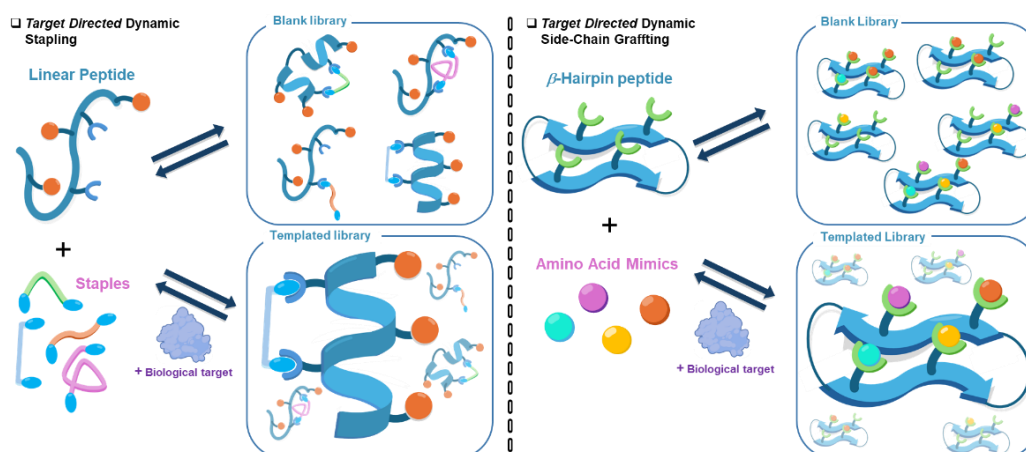 ❑ Target Directed Dynamic
Stapling
Blank library
Linear Peptide
+
Staples
+ Biological target
Templated library
❑ Target Directed Dynamic
Side-Chain Graffting
Blank Library
β-Hairpin peptide
+
Amino Acid Mimics
+ Biological target
Templated Library